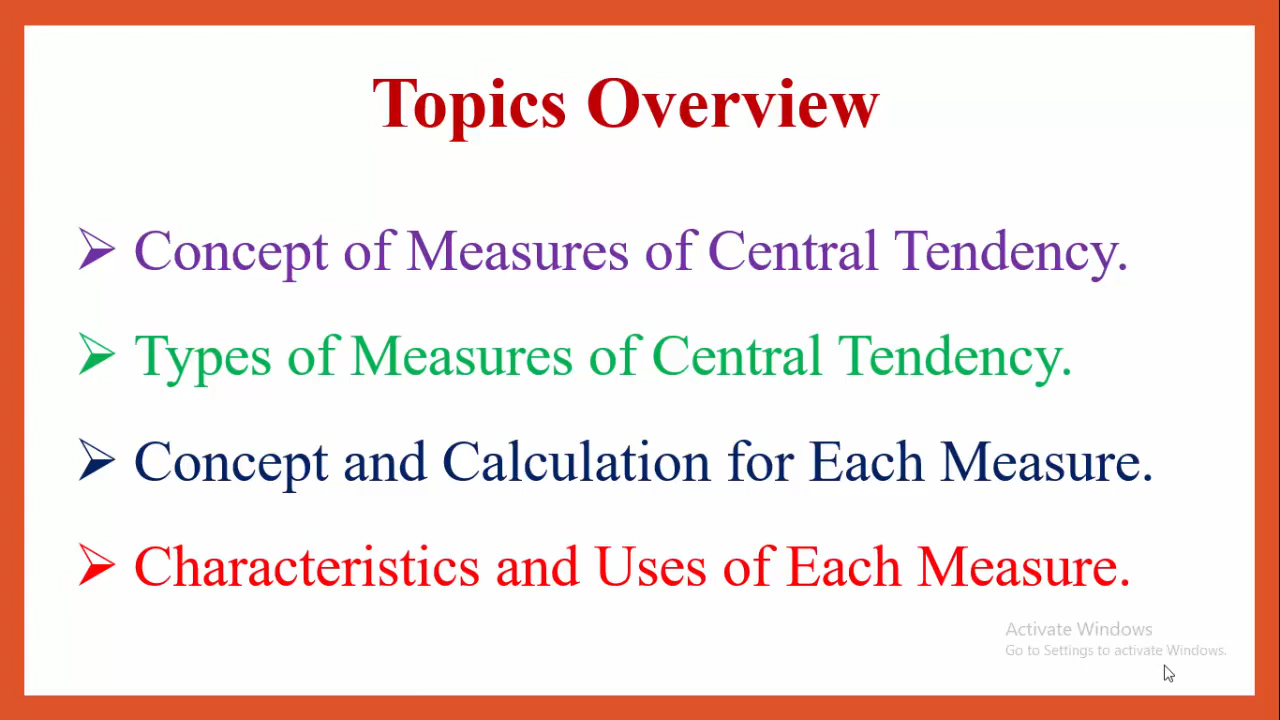 Topics Overview
➢ Concept of Measures of Central Tendency.
➢ Types of Measures of Central Tendency.
➢ Concept and Calculation for Each Measure.
➢ Characteristics and Uses of Each Measure.
Activate Windows
Go to Settings to activate Windows.